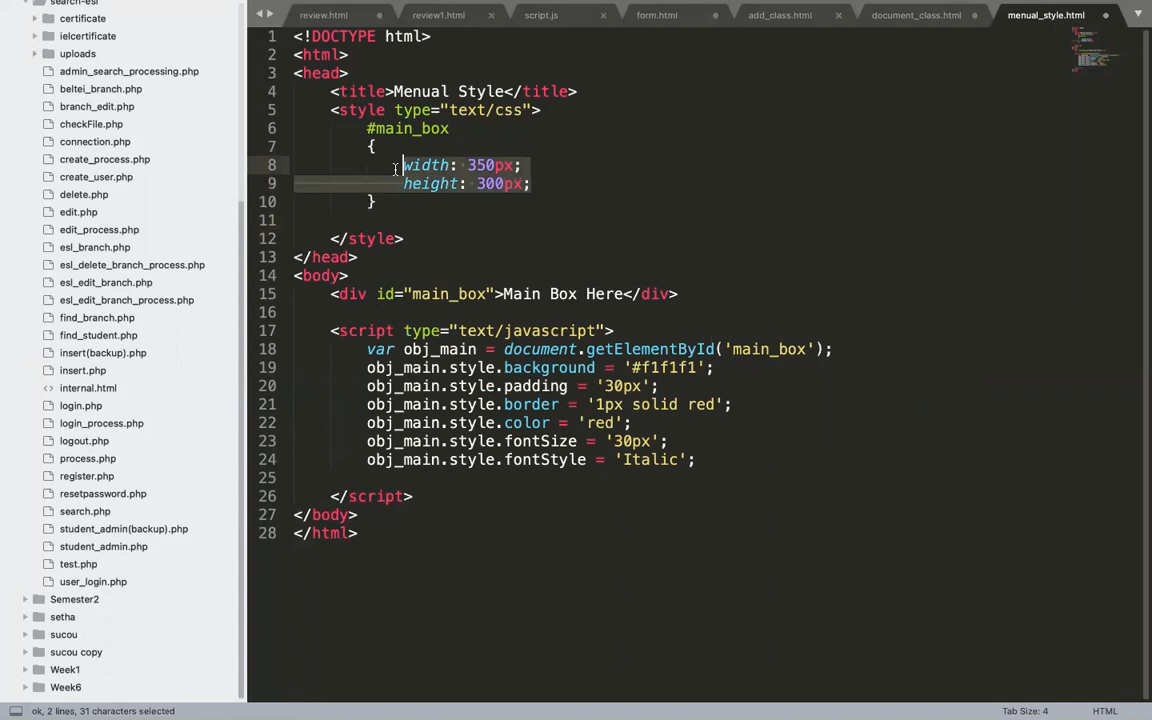 search-esl
certificate
ielcertificate
uploads
admin_search_processing.php
beltei_branch.php
branch_edit.php
checkFile.php
connection.php
create_process.php
create_user.php
delete.php
edit.php
edit_process.php
esl_branch.php
esl_delete_branch_process.php
esl_edit_branch.php
esl_edit_branch_process.php
find_branch.php
find_student.php
insert(backup).php
insert.php
internal.html
login.php
login_process.php
logout.php
process.php
register.php
resetpassword.php
search.php
student_admin(backup).php
student_admin.php
test.php
user_login.php
Semester2
setha
sucou
sucou copy
Week1
Week6
review.html review1.html script.js form.html add_class.html document_class.html menual_style.html
1 <!DOCTYPE html>
2 <html>
3 <head>
4 <title>Menual Style</title>
5 <style type="text/css">
6 #main_box
7 {
8 width: 350px;
9 height: 300px;
10 }
11
12 </style>
13 </head>
14 <body>
15 <div id="main_box">Main Box Here</div>
16
17 <script type="text/javascript">
18 var obj_main = document.getElementById('main_box');
19 obj_main.style.background = '#f1f1f1';
20 obj_main.style.padding = '30px';
21 obj_main.style.border = '1px solid red';
22 obj_main.style.color = 'red';
23 obj_main.style.fontSize = '30px';
24 obj_main.style.fontStyle = 'Italic';
25
26 </script>
27 </body>
28 </html>
ok, 2 lines, 31 characters selected Tab Size: 4 HTML